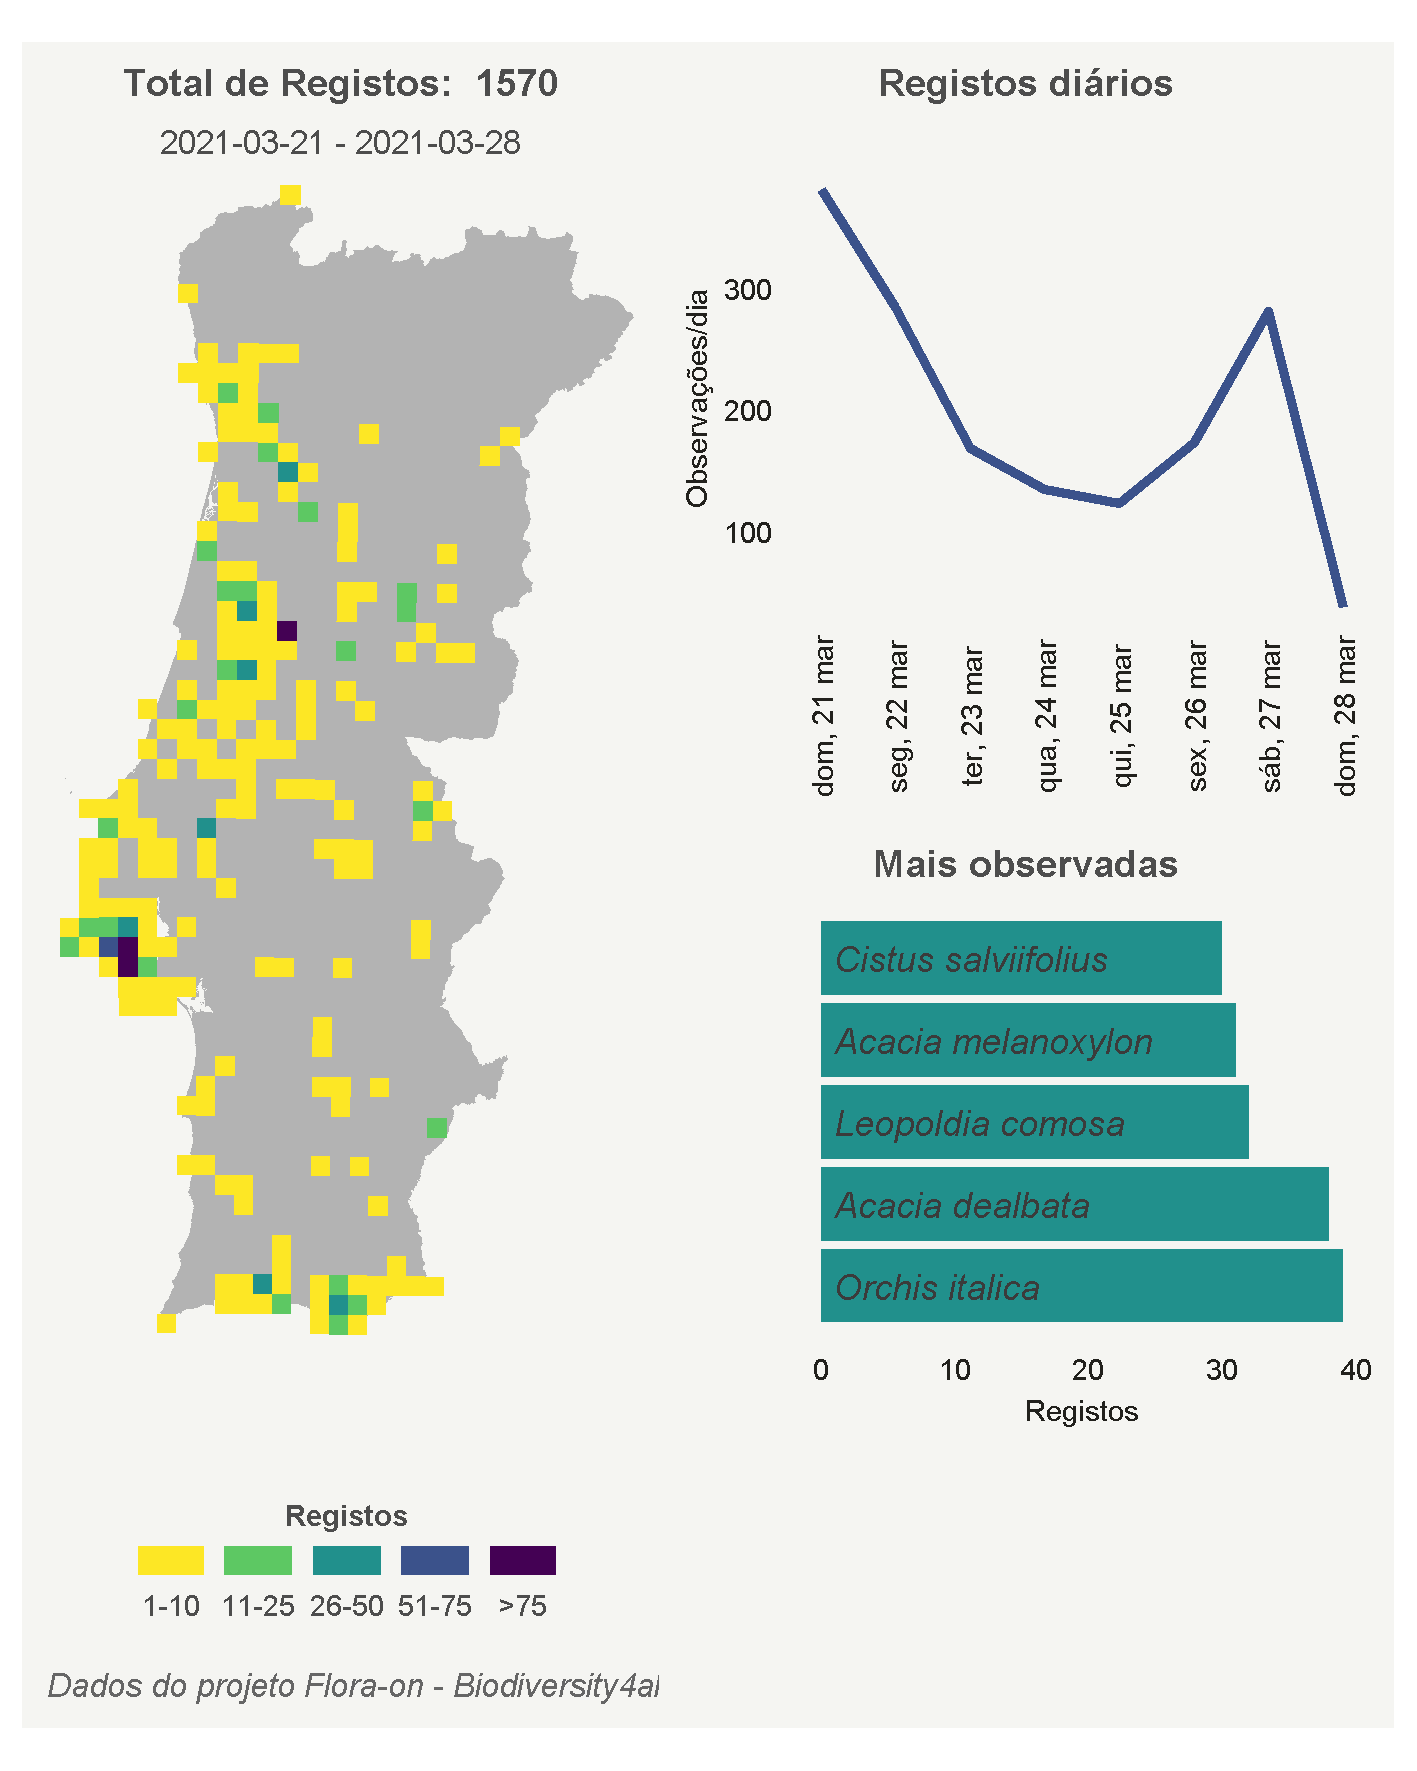 Total de Registos: 1570
2021-03-21 - 2021-03-28
Registos diários
Observações/dia
300
200
100
dom, 21 mar
seg, 22 mar
ter, 23 mar
qua, 24 mar
qui, 25 mar
sex, 26 mar
sáb, 27 mar
dom, 28 mar
Mais observadas
Cistus salviifolius
Acacia melanoxylon
Leopoldia comosa
Acacia dealbata
Orchis italica
0 10 20 30 40
Registos
Registos
1-10 11-25 26-50 51-75 >75
Dados do projeto Flora-on - Biodiversity4al